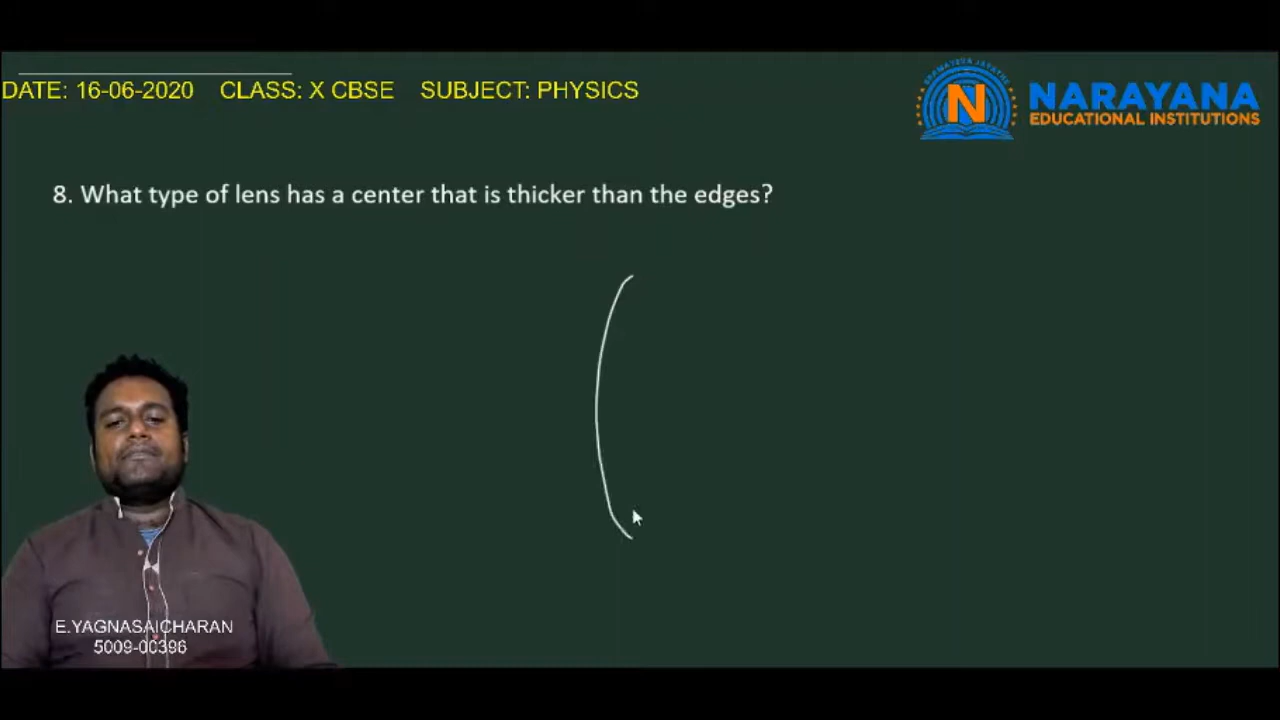 DATE: 16-06-2020 CLASS: X CBSE SUBJECT: PHYSICS
N
NARAYANA
EDUCATIONAL INSTITUTIONS
8. What type of lens has a center that is thicker than the edges?
E.YAGNASAICHARAN
5009-00396